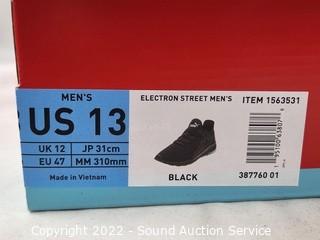 MEN'S
US 13
UK 12 JP 31cm
EU 47 MM 310mm
Made in Vietnam
ELECTRON STREET MEN'S
BLACK
ITEM 1563531
387760 01
Copyright - 2022 - Sound Auction Service